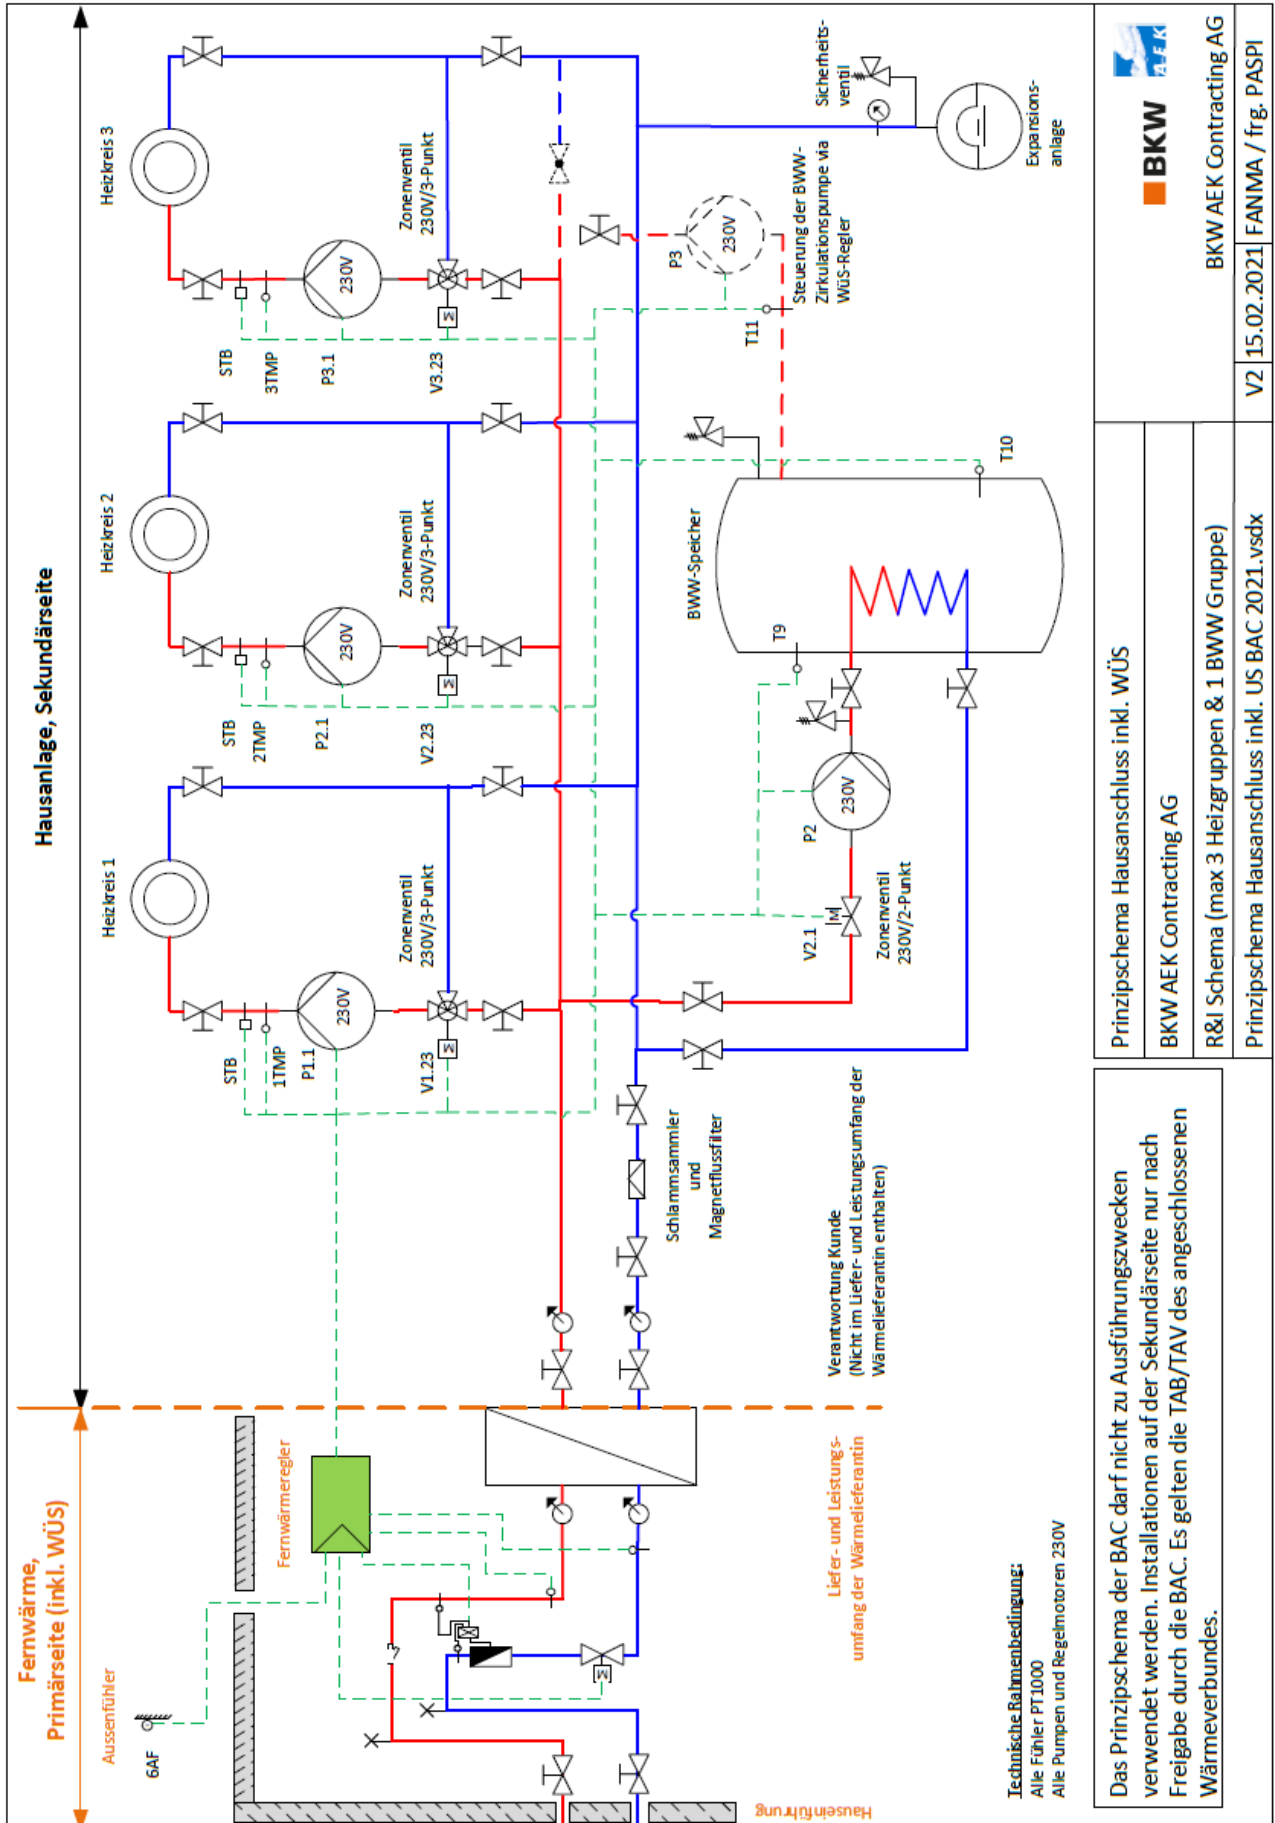 Hausanlage, Sekundärseite
Fernwärme,
Primärseite (inkl. WÜS)
Aussenfühler
6AF
Fernwärmeregler
Hauseinführung
Liefer- und Leistungs-
umfang der Wärmelieferantin
Verantwortung Kunde
(Nicht im Liefer- und Leistungsumfang der
Wärmelieferantin enthalten)
Schlammsammler
und
Magnetflussfilter
Heizkreis 1
STB
1TMP
P1.1
230V
V1.23
Zonenventil
230V/3-Punkt
M
Heizkreis 2
STB
2TMP
P2.1
230V
V2.23
Zonenventil
230V/3-Punkt
M
Heizkreis 3
STB
3TMP
P3.1
230V
V3.23
Zonenventil
230V/3-Punkt
M
V2.1
M
Zonenventil
230V/2-Punkt
P2
230V
T9
BWW-Speicher
T10
T11
P3
230V
Steuerung der BWW-
Zirkulationspumpe via
WüS-Regler
Sicherheits-
ventil
Expansions-
anlage
M
Technische Rahmenbedingung:
Alle Fühler PT1000
Alle Pumpen und Regelmotoren 230V
Das Prinzipschema der BAC darf nicht zu Ausführungszwecken
verwendet werden. Installationen auf der Sekundärseite nur nach
Freigabe durch die BAC. Es gelten die TAB/TAV des angeschlossenen
Wärmeverbundes.
Prinzipschema Hausanschluss inkl. WÜS
BKW AEK Contracting AG
R&I Schema (max 3 Heizgruppen & 1 BWW Gruppe)
Prinzipschema Hausanschluss inkl. US BAC 2021.vsdx
BKW
AEK
BKW AEK Contracting AG
V2 15.02.2021 FANMA / frg. PASPI